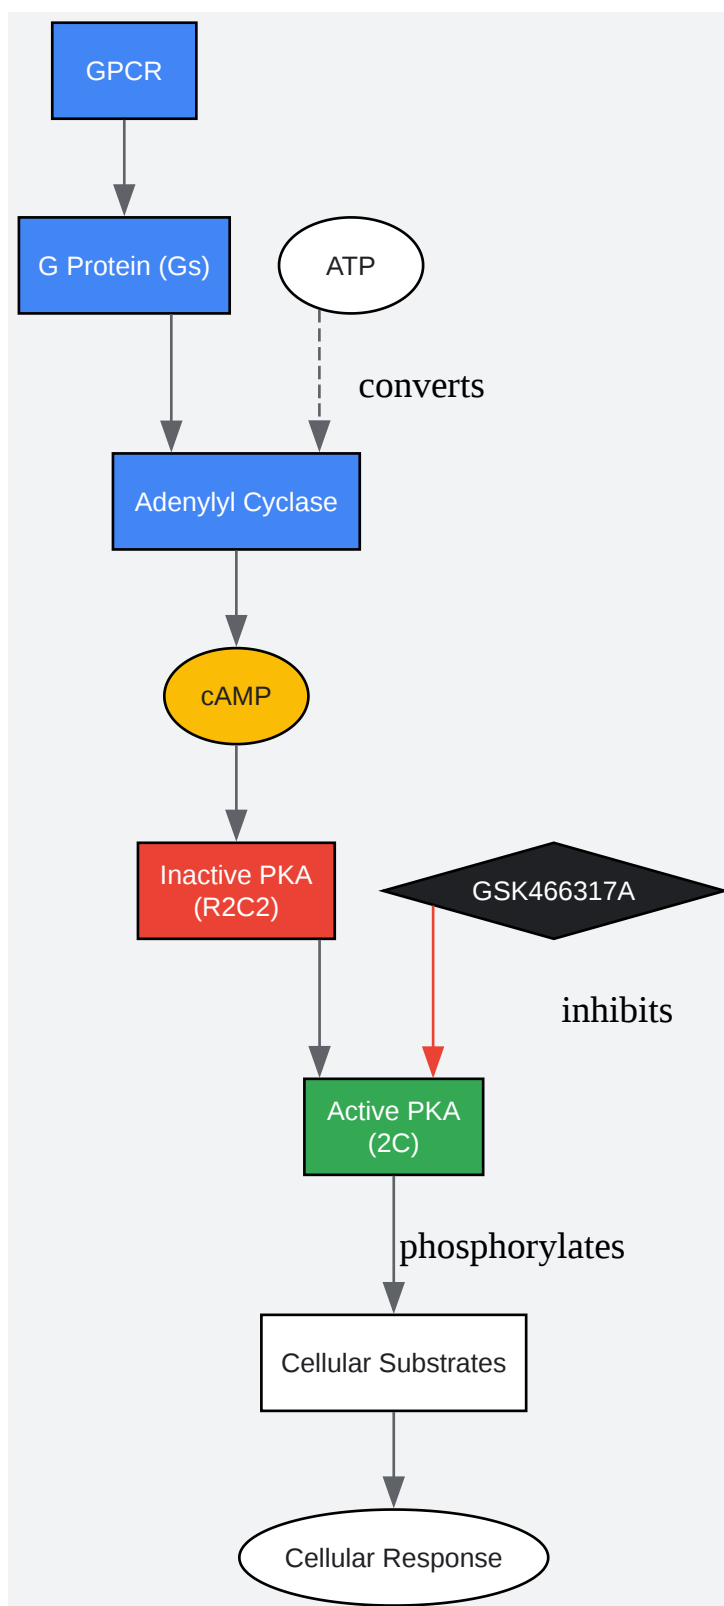 GPCR
G Protein (Gs)
ATP
converts
Adenylyl Cyclase
cAMP
Inactive PKA
(R2C2)
GSK466317A
inhibits
Active PKA
(2C)
phosphorylates
Cellular Substrates
Cellular Response